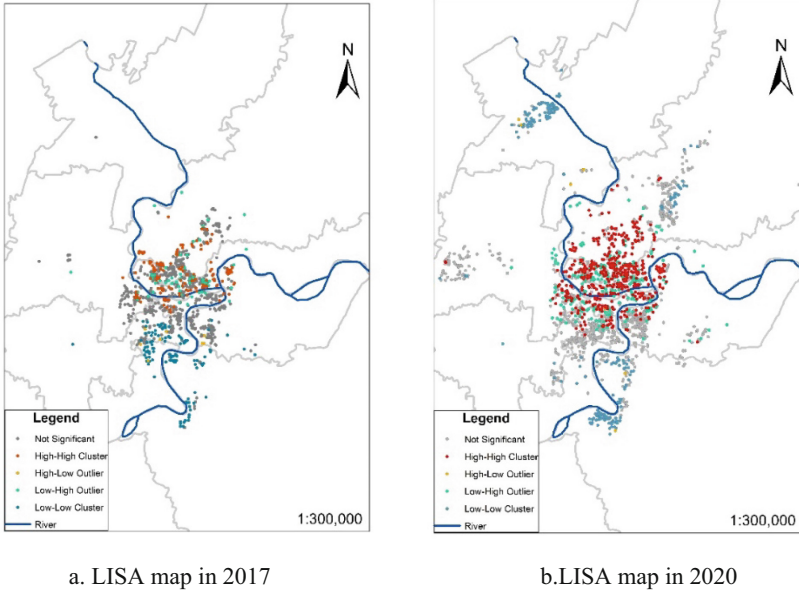 N
Legend
Not Significant
High-High Cluster
High-Low Outlier
Low-High Outlier
Low-Low Cluster
River
1:300,000
N
Legend
Not Significant
High-High Cluster
High-Low Outlier
Low-High Outlier
Low-Low Cluster
River
1:300,000
a. LISA map in 2017
b.LISA map in 2020